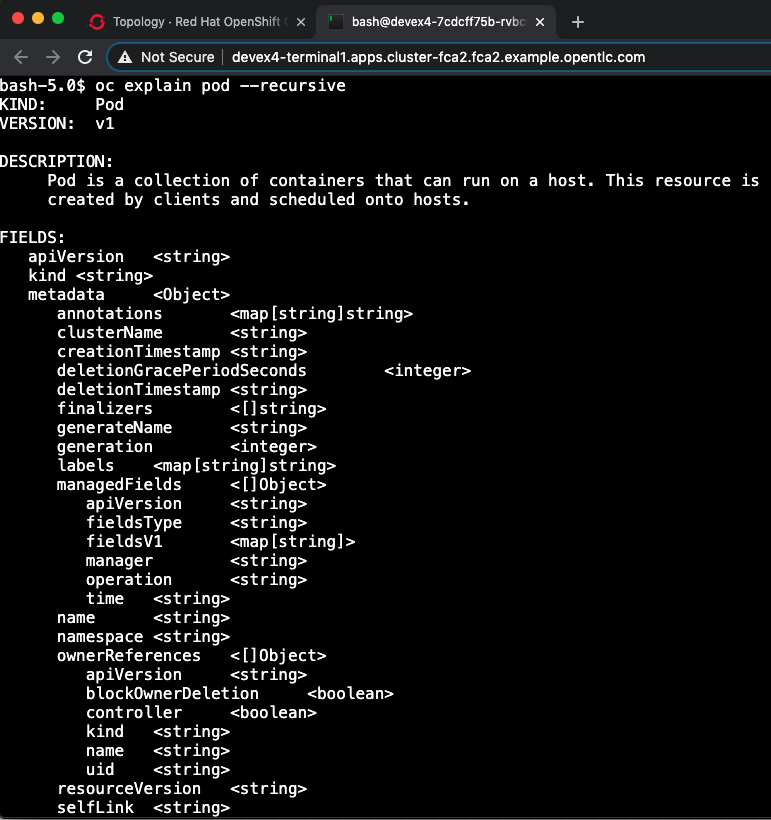 Topology · Red Hat OpenShift
bash@devex4-7cdcff75b-rvbc
Not Secure | devex4-terminal1.apps.cluster-fca2.fca2.example.opentlc.com
bash-5.0$ oc explain pod --recursive
KIND:     Pod
VERSION:  v1
DESCRIPTION:
Pod is a collection of containers that can run on a host. This resource is
created by clients and scheduled onto hosts.
FIELDS:
apiVersion   <string>
kind <string>
metadata     <Object>
annotations       <map[string]string>
clusterName       <string>
creationTimestamp <string>
deletionGracePeriodSeconds        <integer>
deletionTimestamp <string>
finalizers        <[]string>
generateName      <string>
generation        <integer>
labels    <map[string]string>
managedFields     <[]Object>
apiVersion     <string>
fieldsType     <string>
fieldsV1       <map[string]>
manager        <string>
operation      <string>
time   <string>
name      <string>
namespace <string>
ownerReferences   <[]Object>
apiVersion     <string>
blockOwnerDeletion     <boolean>
controller     <boolean>
kind   <string>
name   <string>
uid    <string>
resourceVersion   <string>
selfLink  <string>